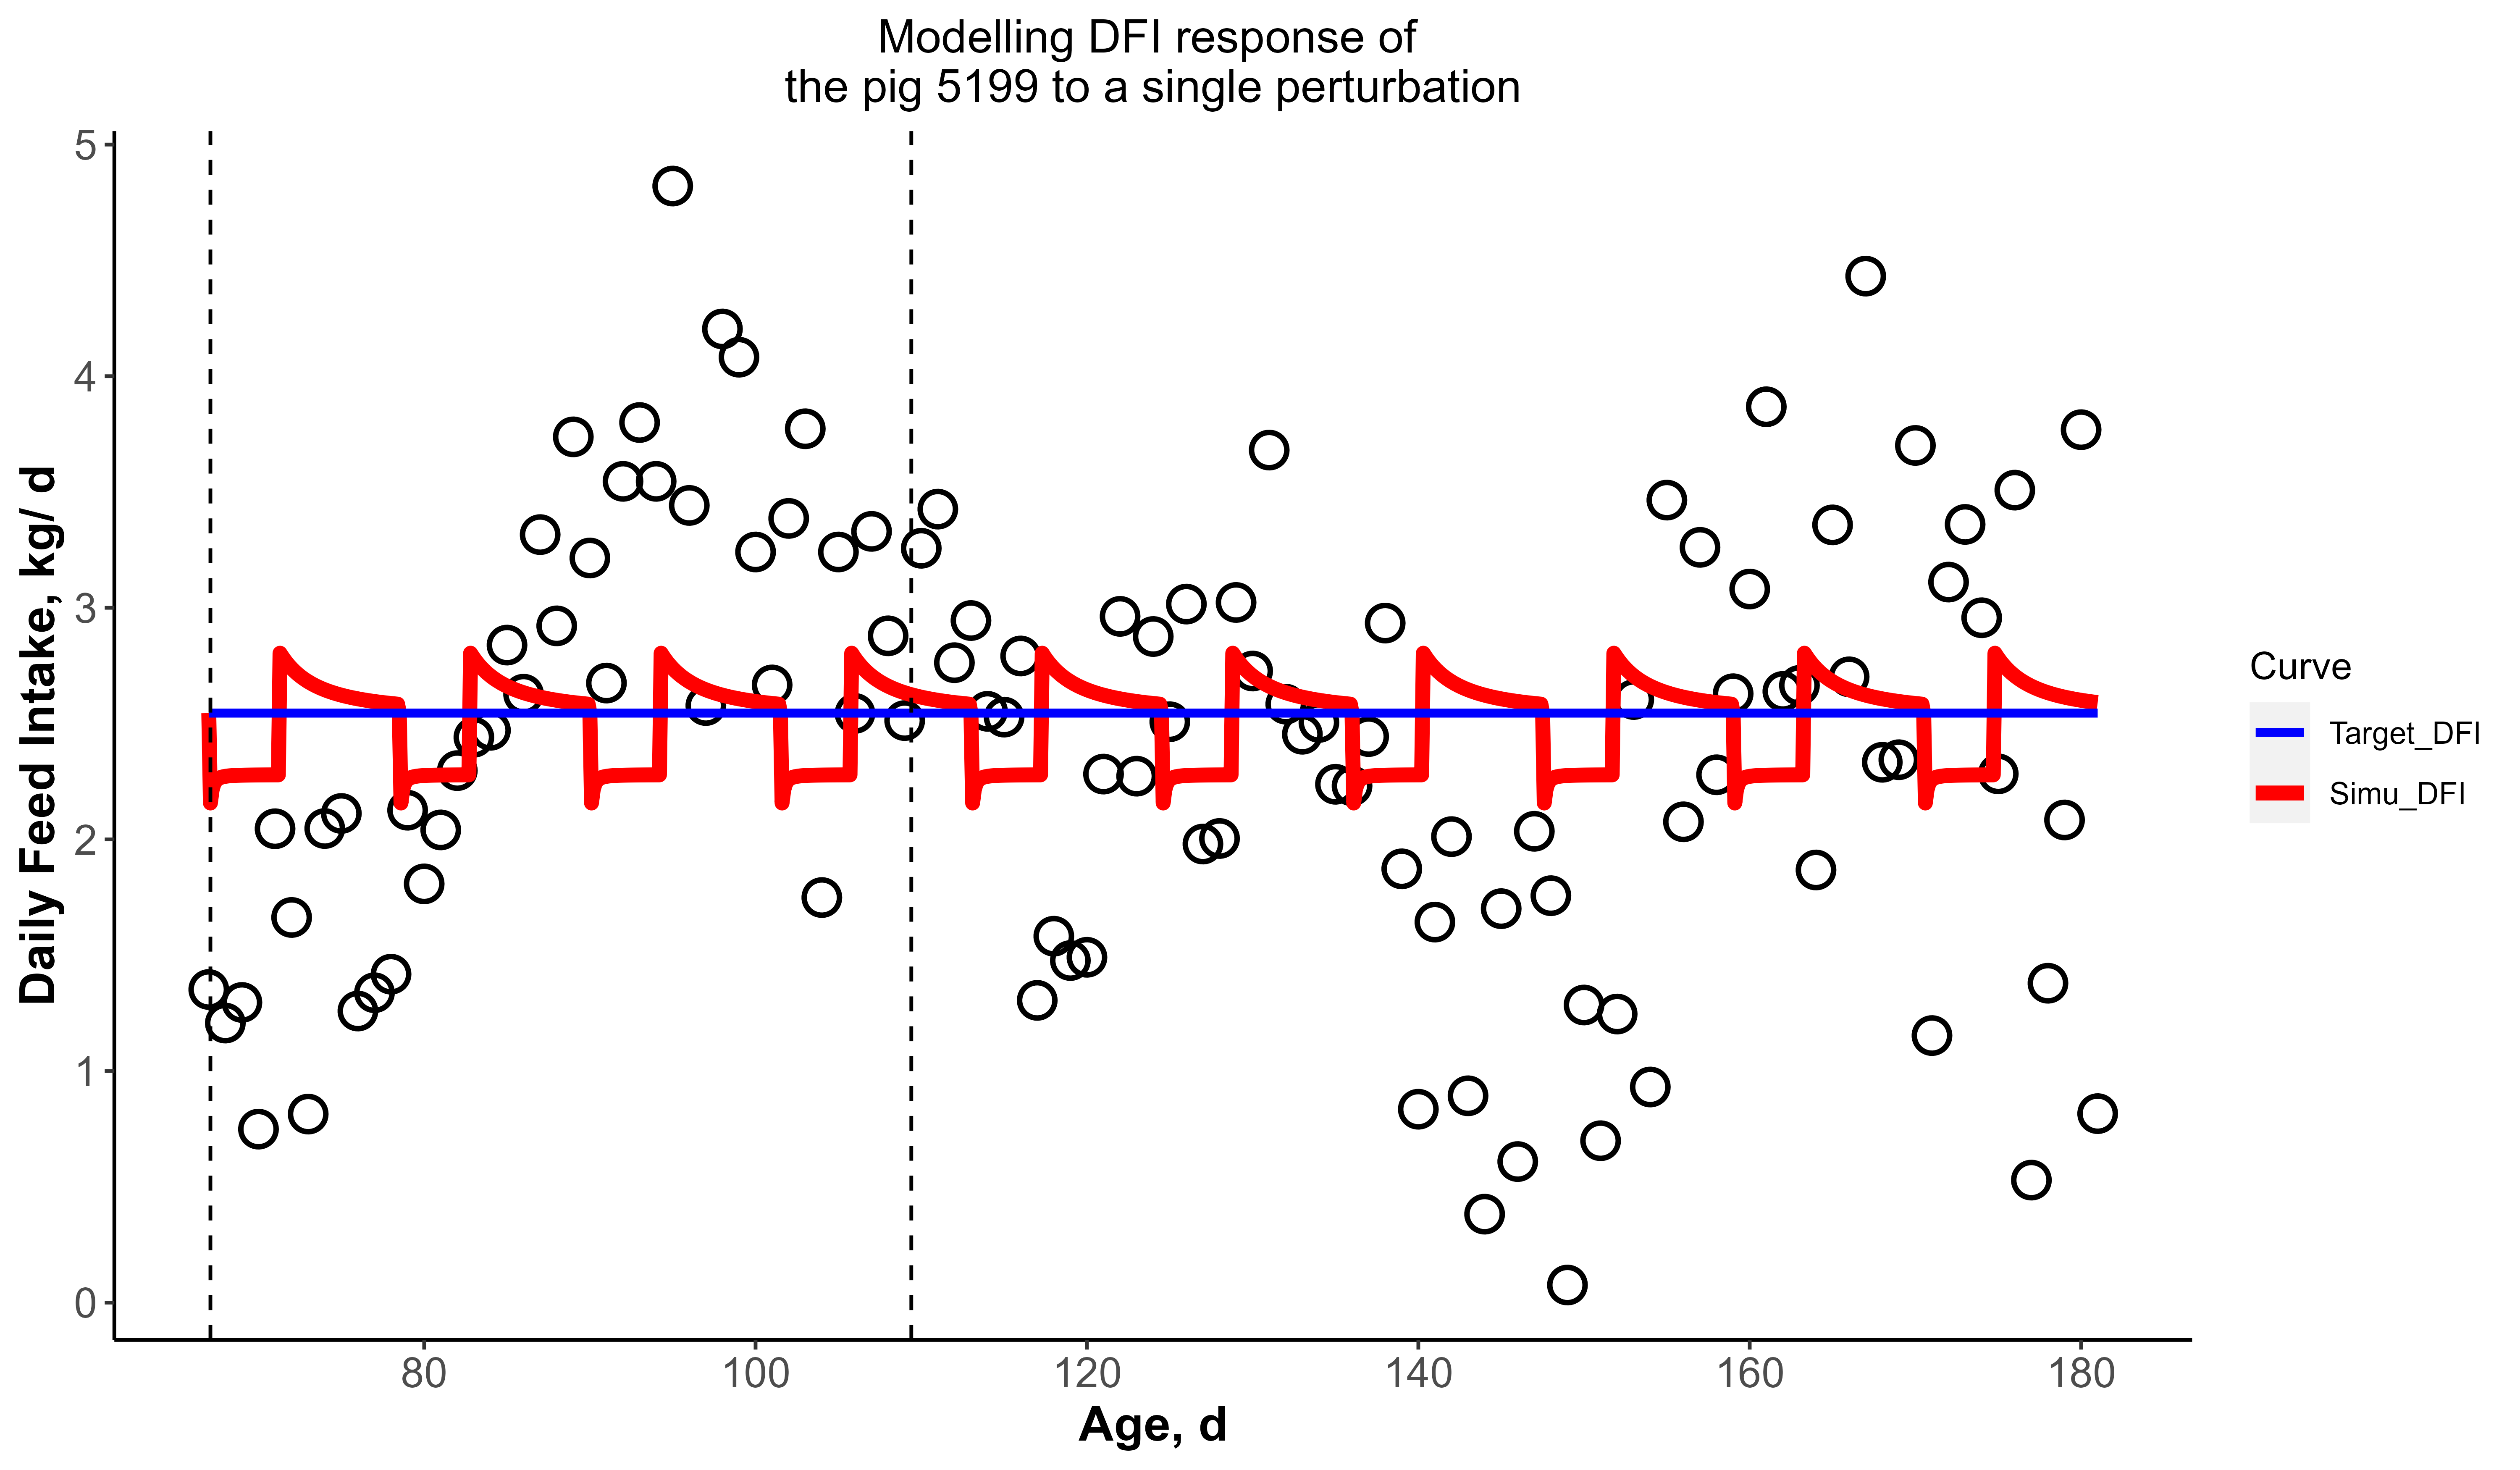 Modelling DFI response of
the pig 5199 to a single perturbation
Daily Feed Intake, kg/ d
5
4
3
2
1
0
80
100
120
140
160
180
Age, d
Curve
Target_DFI
Simu_DFI